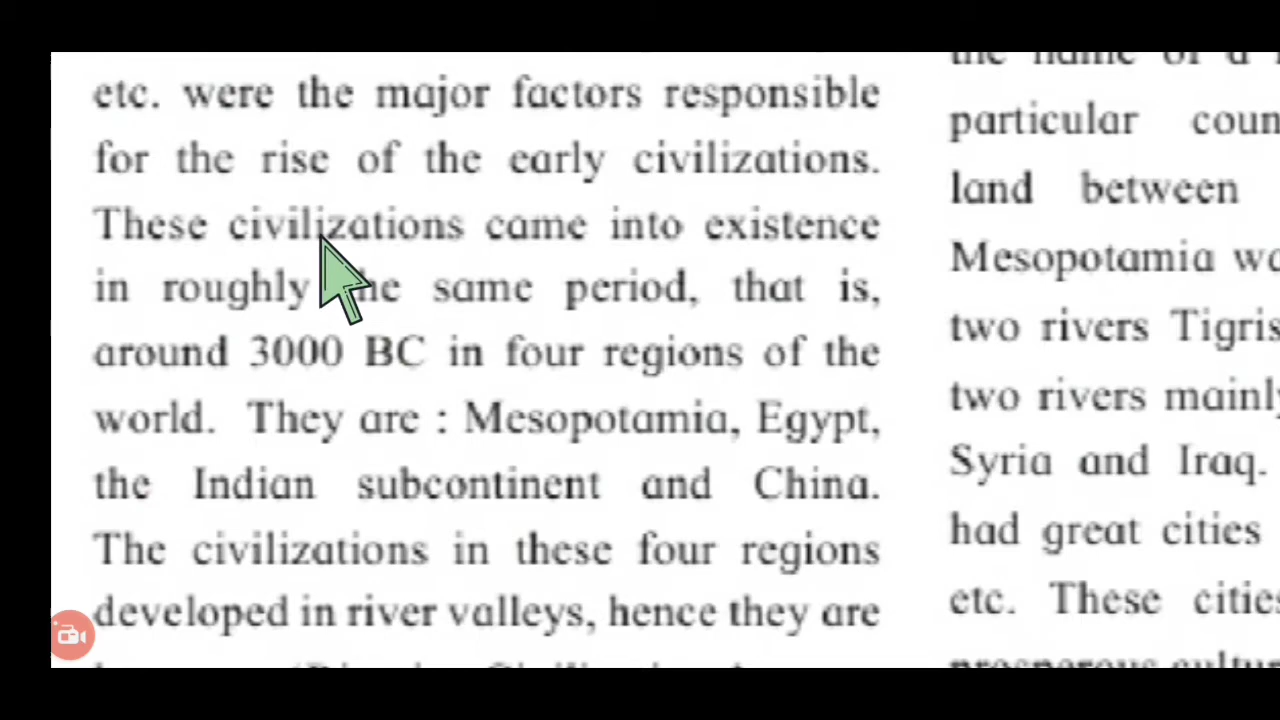 etc. were the major factors responsible
for the rise of the early civilizations.
These civilizations came into existence
in roughly the same period, that is,
around 3000 BC in four regions of the
world. They are : Mesopotamia, Egypt,
the Indian subcontinent and China.
The civilizations in these four regions
developed in river valleys, hence they are
particular
land between
Mesopotamia
two rivers Tigris
two rivers
Syria and Iraq.
had great cities
etc. These